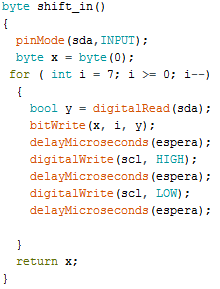 byte shift_in()
{
pinMode(sda,INPUT);
byte x = byte(0);
for ( int i = 7; i >= 0; i--)
{
bool y = digitalRead(sda);
bitWrite(x, i, y);
delayMicroseconds(espera);
digitalWrite(scl, HIGH);
delayMicroseconds(espera);
digitalWrite(scl, LOW);
delayMicroseconds(espera);
}
return x;
}